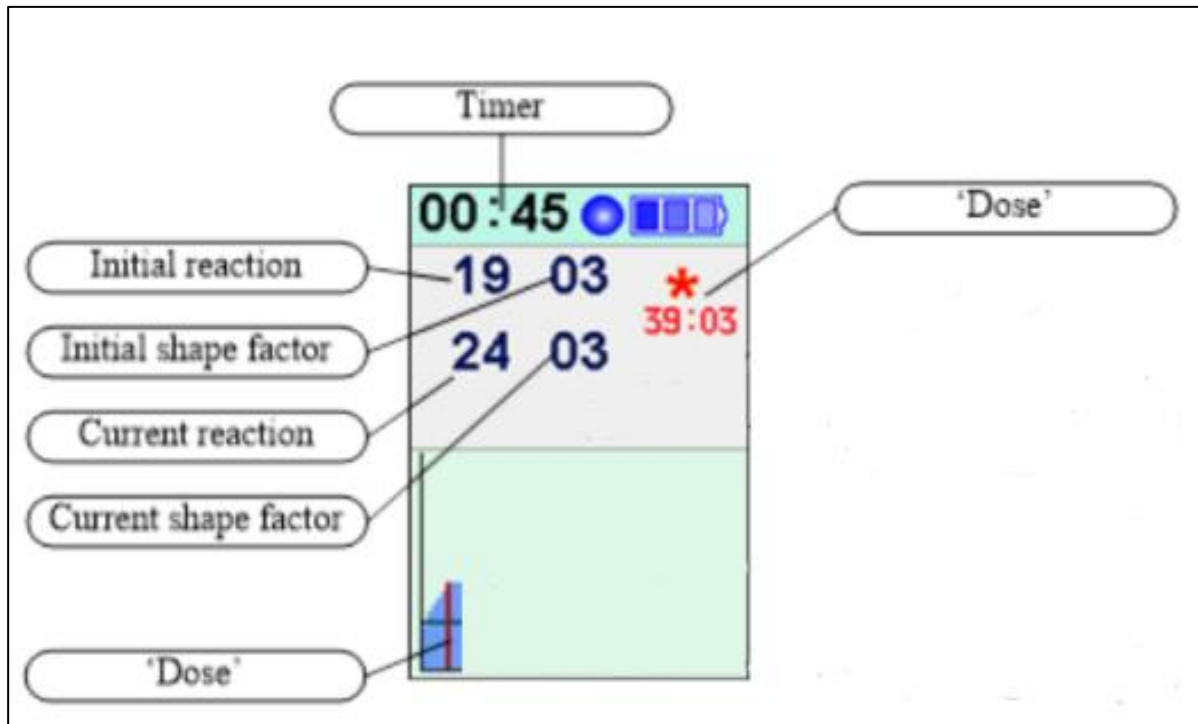 Timer
00:45
'Dose'
Initial reaction
19 03
39:03
Initial shape factor
24 03
Current reaction
Current shape factor
'Dose'